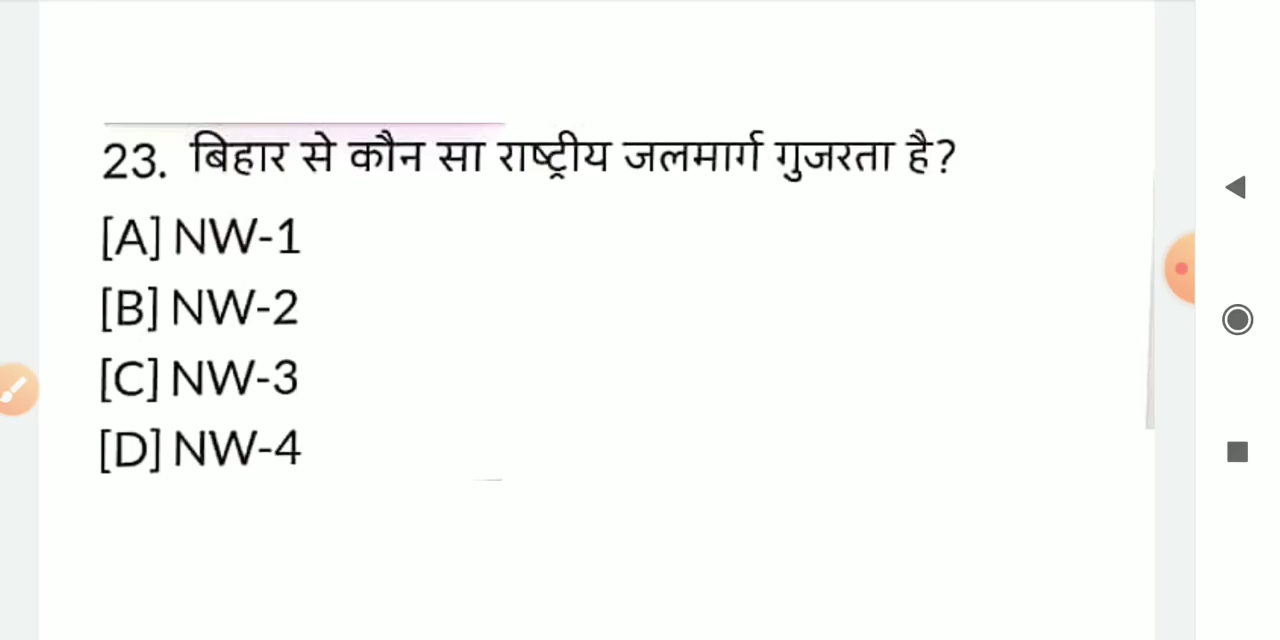 23. बिहार से कौन सा राष्ट्रीय जलमार्ग गुजरता है?
[A] NW-1
[B] NW-2
[C] NW-3
[D] NW-4